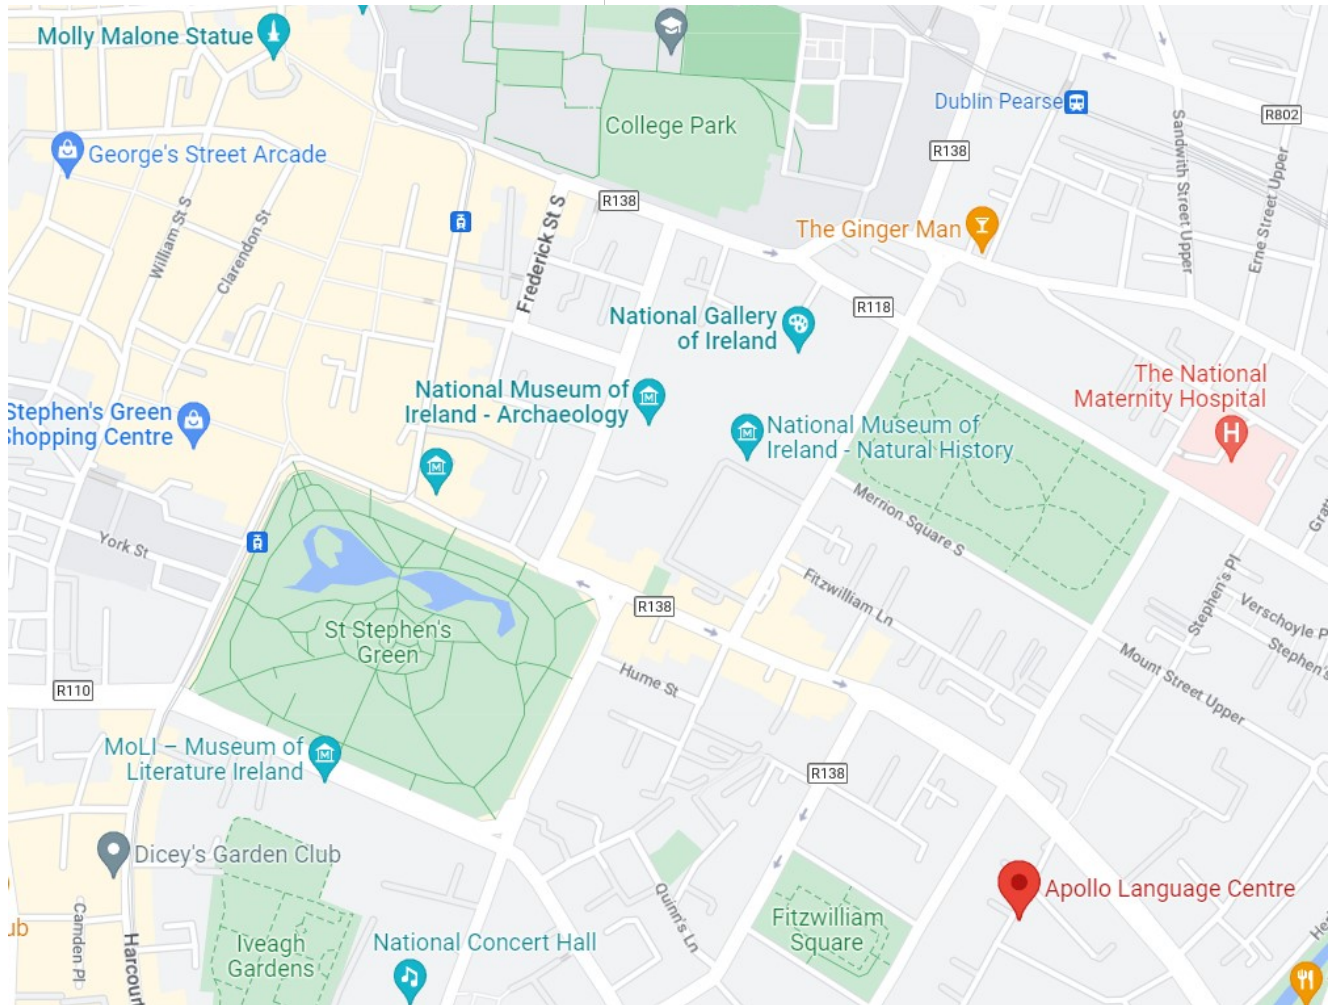 Molly Malone Statue
College Park
Dublin Pearse
R802
Sandwith Street Upper
Erne Street Upper
George's Street Arcade
R138
R138
William St S
Clarendon St
Frederick St S
The Ginger Man
National Gallery
of Ireland
R118
The National
Maternity Hospital
H
National Museum of
Ireland - Archaeology
Stephen's Green
Shopping Centre
National Museum of
Ireland - Natural History
Merrion Square S
York St
Fitzwilliam Ln
R138
St Stephen's
Green
Hume St
Stephen's Pl
Verschoyle P
Stephen's
Mount Street Upper
R110
MoLI – Museum of
Literature Ireland
R138
Dicey's Garden Club
Apollo Language Centre
Camden Pl
Harcourt
ub
Iveagh
Gardens
National Concert Hall
Quinn's Ln
Fitzwilliam
Square